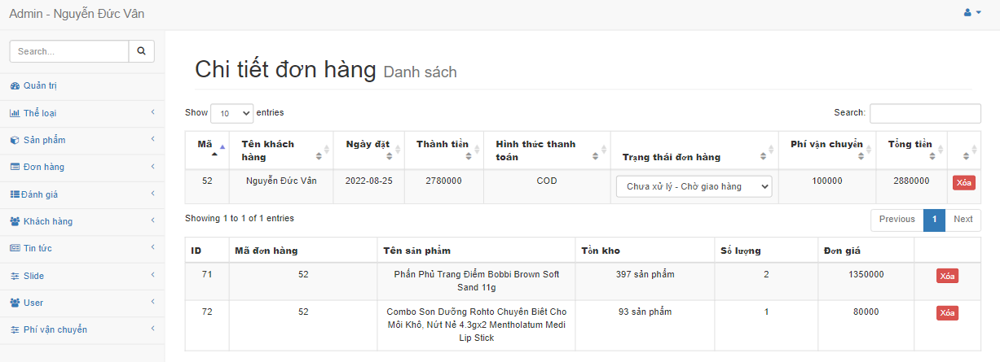 Admin - Nguyễn Đức Vân
Search...
Quản trị
Thể loại
Sản phẩm
Đơn hàng
Đánh giá
Khách hàng
Tin tức
Slide
User
Phí vận chuyển
Chi tiết đơn hàng Danh sách
Show 10 entries Search:
Mã Tên khách hàng Ngày đặt Thành tiền Hình thức thanh toán Trạng thái đơn hàng Phí vận chuyển Tổng tiền
52 Nguyễn Đức Vân 2022-08-25 2780000 COD Chưa xử lý - Chờ giao hàng 100000 2880000 Xóa
Showing 1 to 1 of 1 entries Previous 1 Next
ID Mã đơn hàng Tên sản phẩm Tồn kho Số lượng Đơn giá
71 52 Phấn Phủ Trang Điểm Bobbi Brown Soft 397 sản phẩm 2 1350000 Xóa
Sand 11g
72 52 Combo Son Dưỡng Rohto Chuyên Biệt Cho 93 sản phẩm 1 80000 Xóa
Môi Khô, Nứt Nẻ 4.3gx2 Mentholatum Medi
Lip Stick